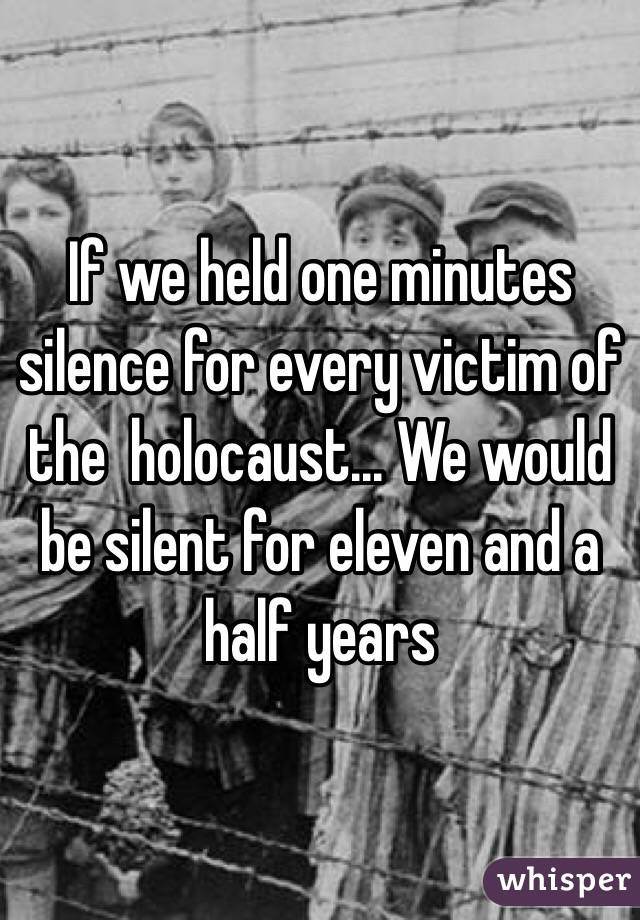 If we held one minutes
silence for every victim of
the  holocaust... We would
be silent for eleven and a
half years
whisper